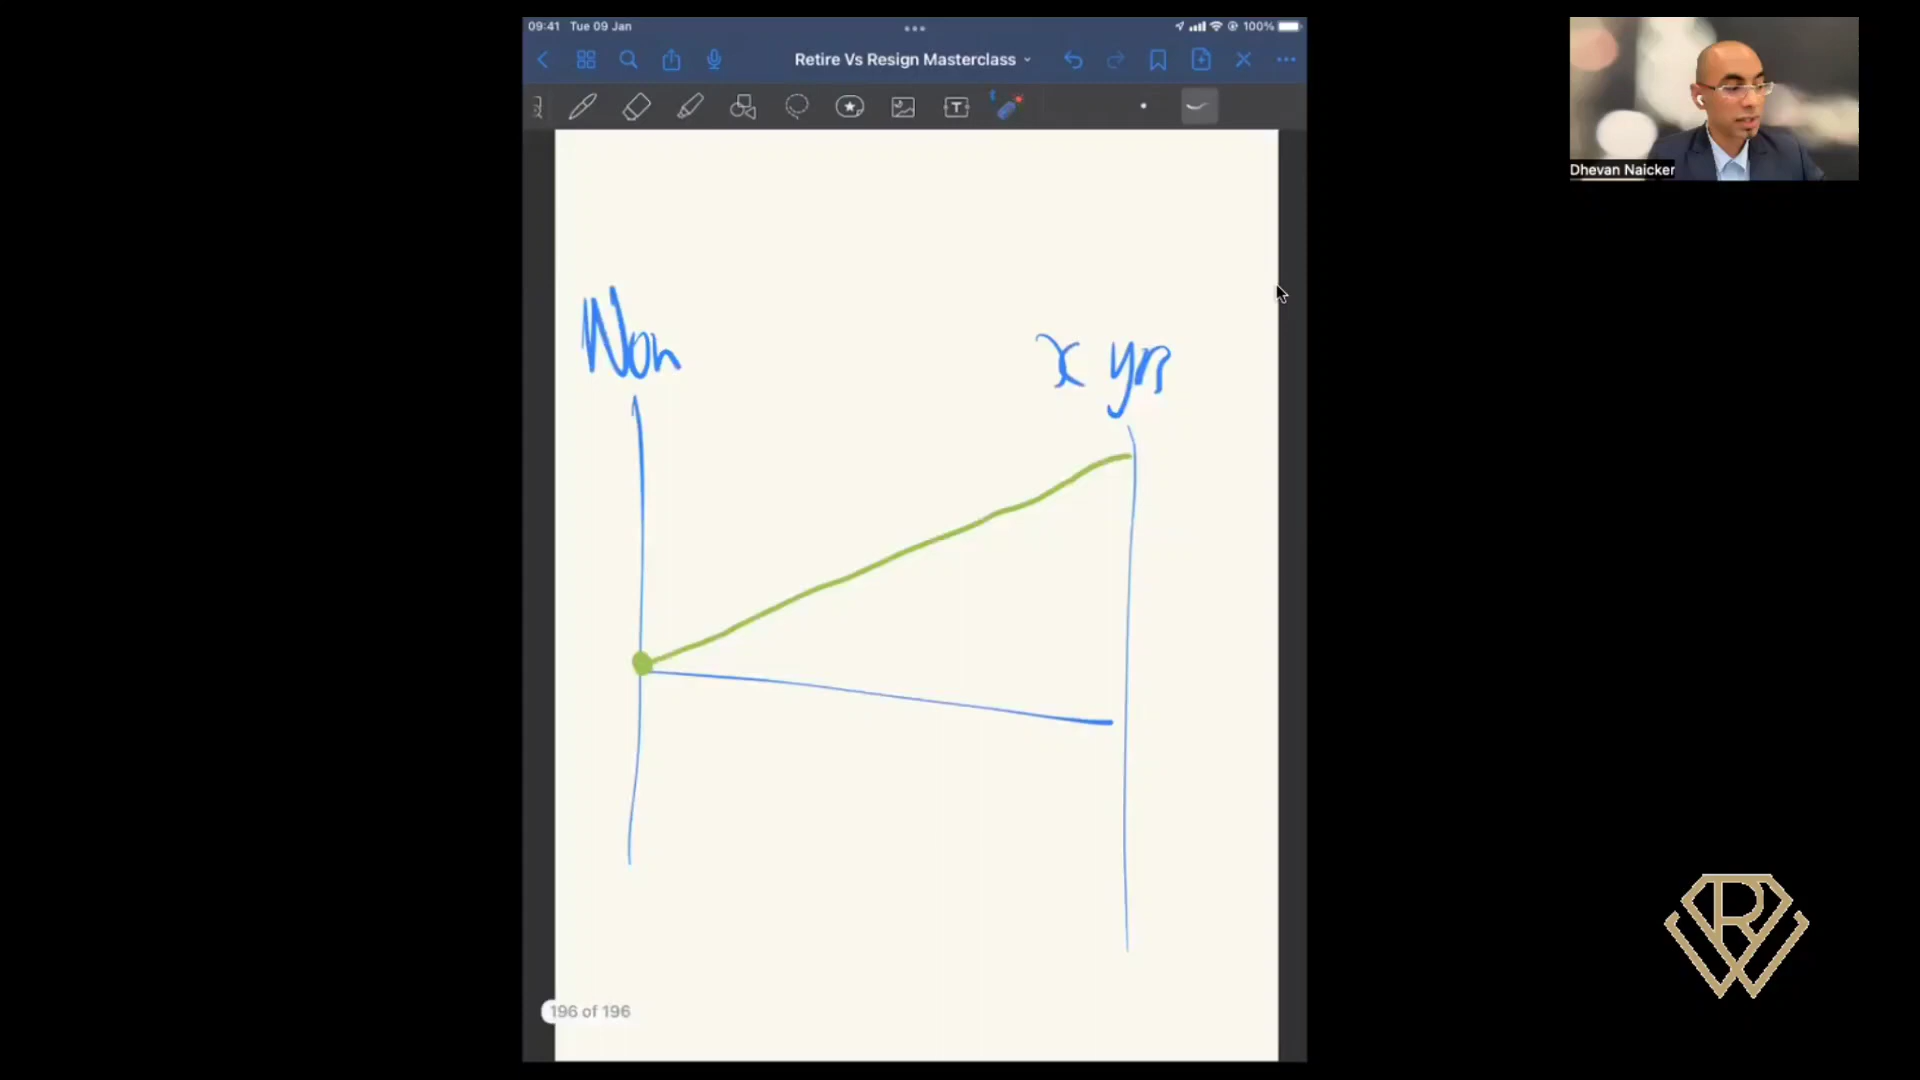 09:41 Tue 09 Jan
100%
Retire Vs Resign Masterclass
Dhevan Naicker
Now
x yrs
196 of 196